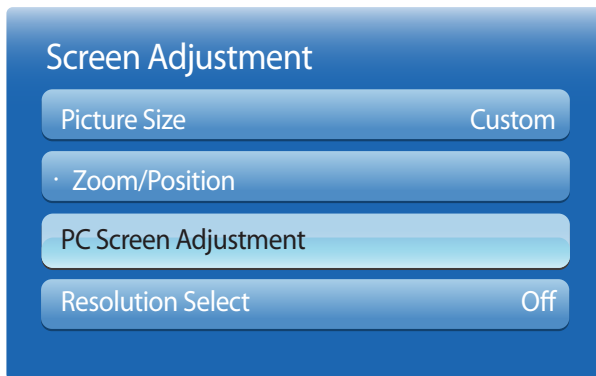 Screen Adjustment
Picture Size Custom
· Zoom/Position
PC Screen Adjustment
Resolution Select Off